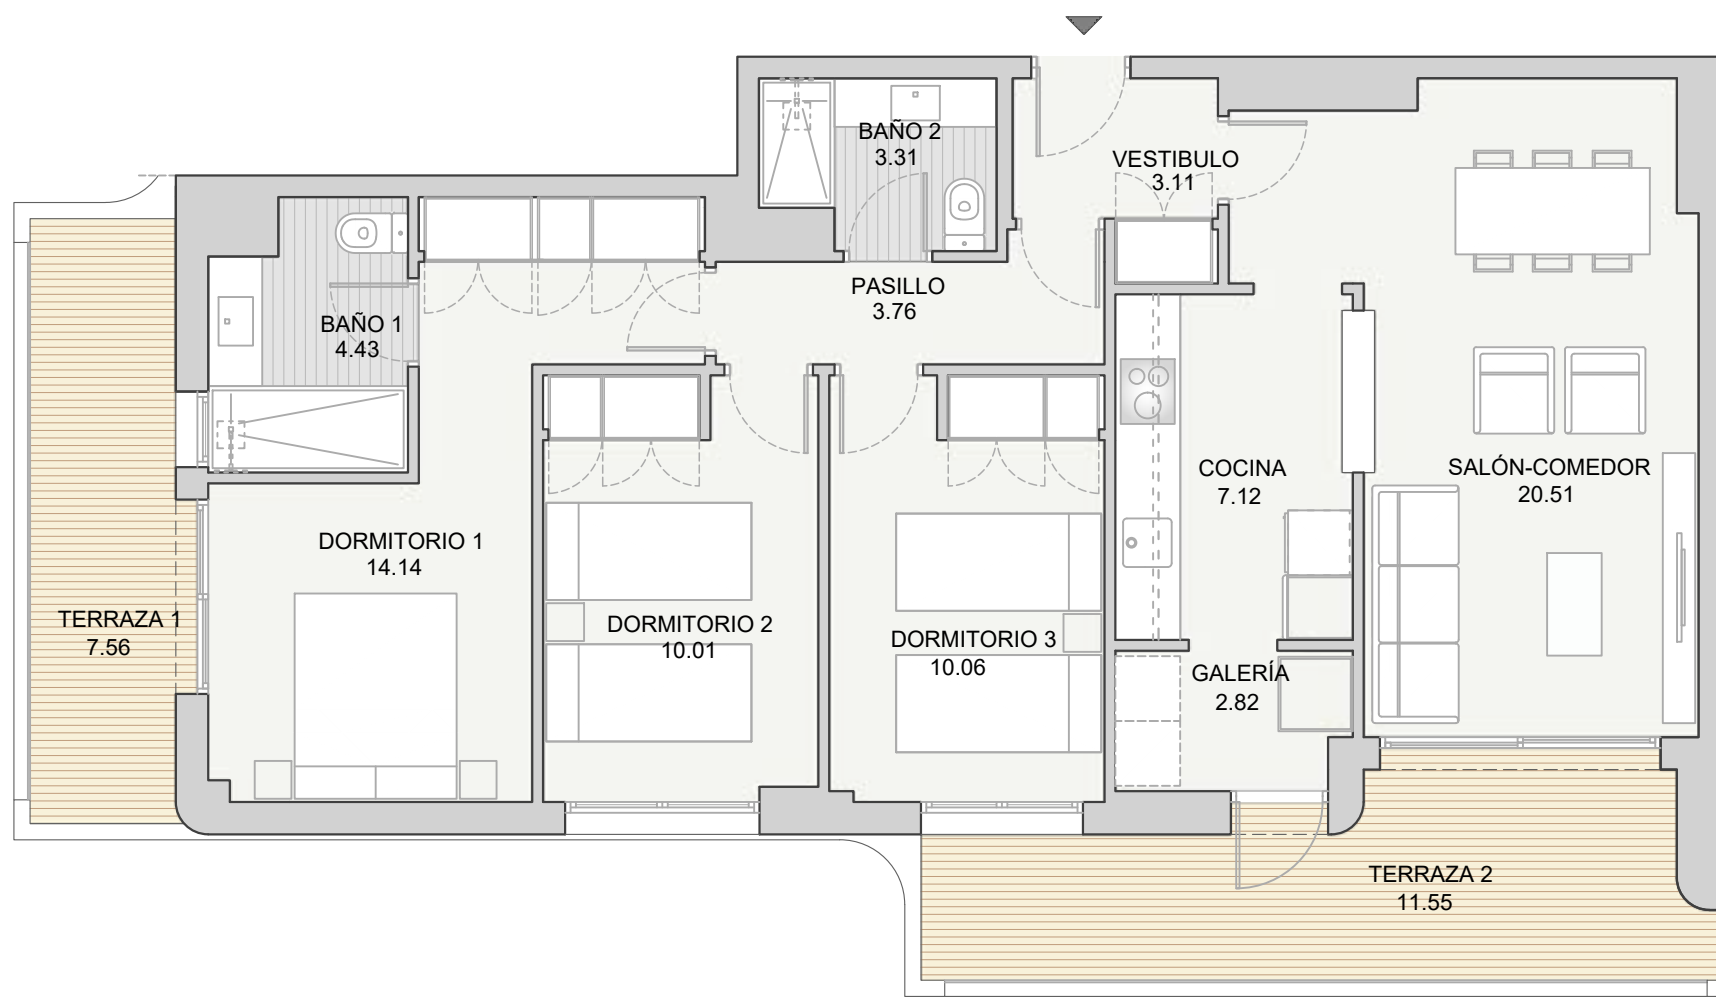 BAÑO 2
3.31
VESTIBULO
3.11
PASILLO
3.76
BAÑO 1
4.43
COCINA
7.12
SALÓN-COMEDOR
20.51
DORMITORIO 1
14.14
TERRAZA 1
7.56
DORMITORIO 2
10.01
DORMITORIO 3
10.06
GALERÍA
2.82
TERRAZA 2
11.55